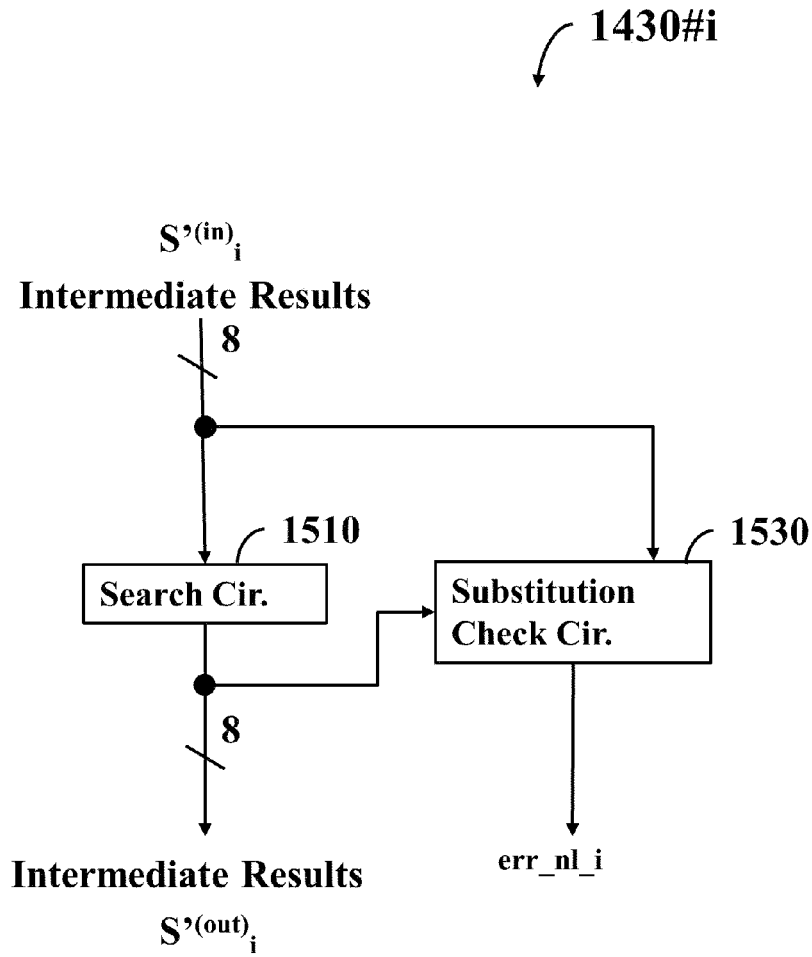 1430#i
S’(in)i
Intermediate Results
8
1510
1530
Search Cir.
Substitution
Check Cir.
8
Intermediate Results
S’(out)i
err_nl_i